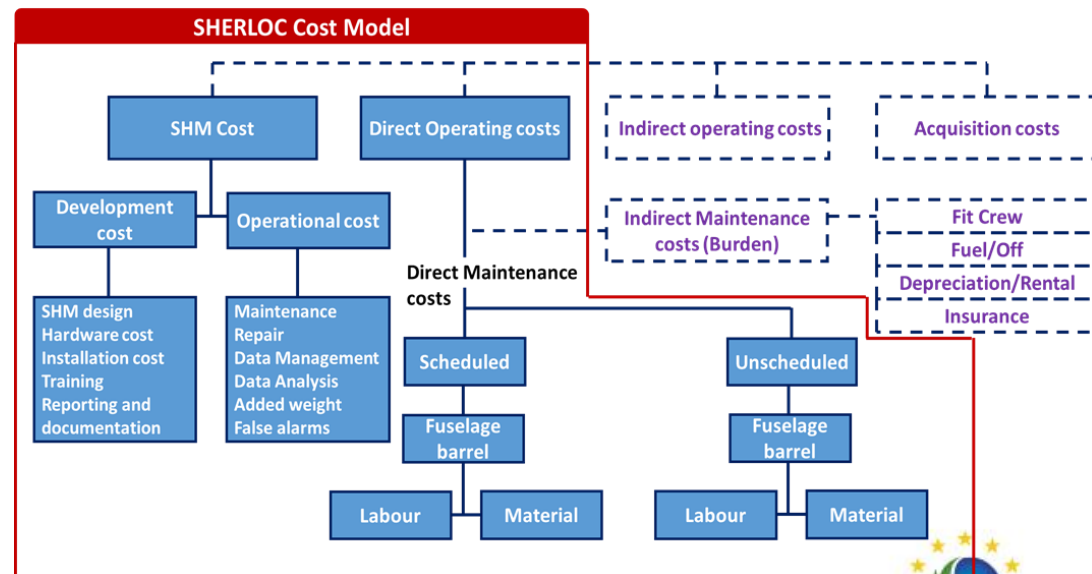 SHERLOC Cost Model
SHM Cost
Direct Operating costs
Indirect operating costs
Acquisition costs
Development
cost
Operational cost
Indirect Maintenance
costs (Burden)
Fit Crew
Fuel/Off
Depreciation/Rental
Insurance
Direct Maintenance
costs
SHM design
Hardware cost
Installation cost
Training
Reporting and
documentation
Maintenance
Repair
Data Management
Data Analysis
Added weight
False alarms
Scheduled
Unscheduled
Fuselage
barrel
Fuselage
barrel
Labour
Material
Labour
Material